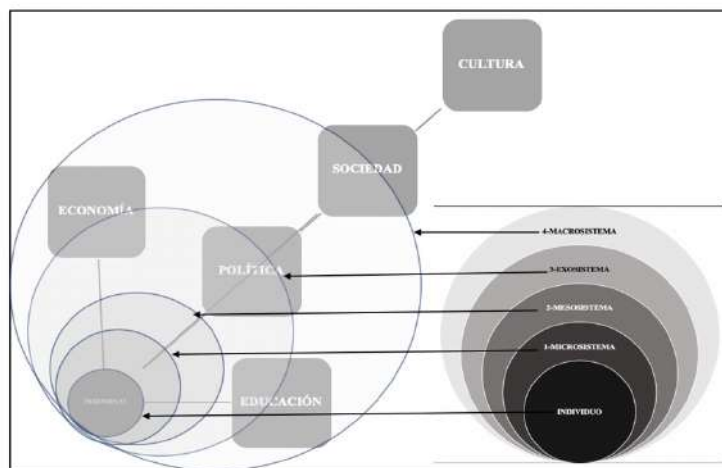 CULTURA
SOCIEDAD
ECONOMÍA
POLÍTICA
EDUCACIÓN
4-MACROSISTEMA
3-EXOSISTEMA
2-MESOSISTEMA
1-MICROSISTEMA
INDIVIDUO